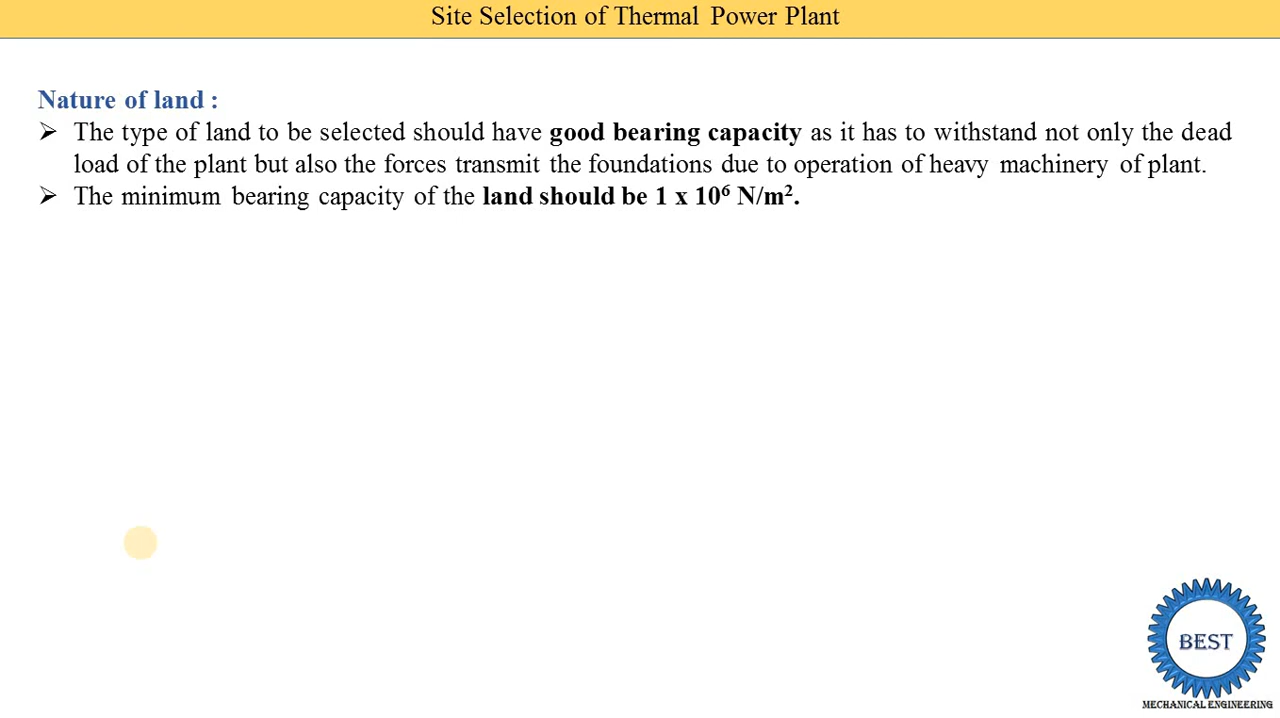 Site Selection of Thermal Power Plant
Nature of land :
➢ The type of land to be selected should have good bearing capacity as it has to withstand not only the dead
load of the plant but also the forces transmit the foundations due to operation of heavy machinery of plant.
➢ The minimum bearing capacity of the land should be 1 x 10⁶ N/m².
BEST
MECHANICAL ENGINEERING